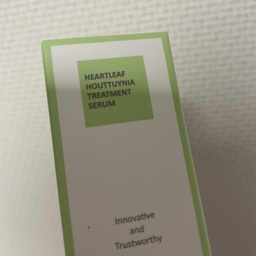 HEARTLEAF
HOUTTUYNIA
TREATMENT
SERUM
Innovative
and
Trustworthy